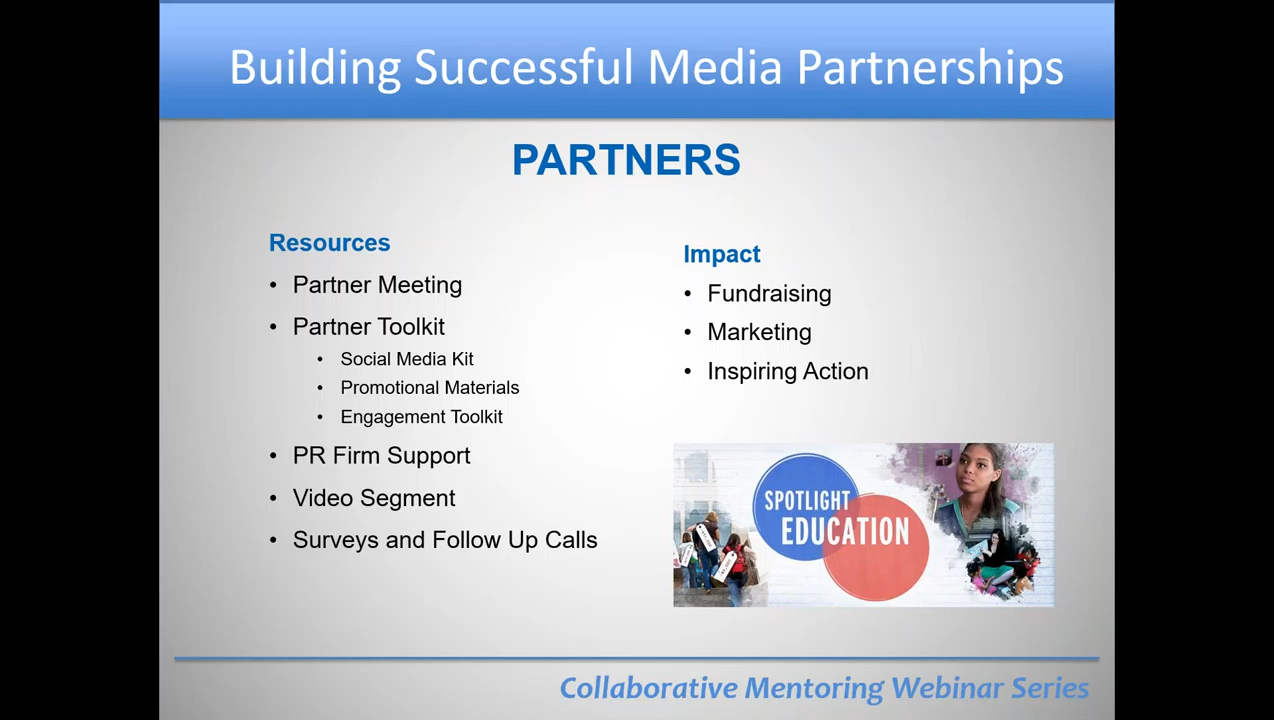 Building Successful Media Partnerships
PARTNERS
Resources
• Partner Meeting
• Partner Toolkit
• Social Media Kit
• Promotional Materials
• Engagement Toolkit
• PR Firm Support
• Video Segment
• Surveys and Follow Up Calls
Impact
• Fundraising
• Marketing
• Inspiring Action
SPOTLIGHT
EDUCATION
Collaborative Mentoring Webinar Series